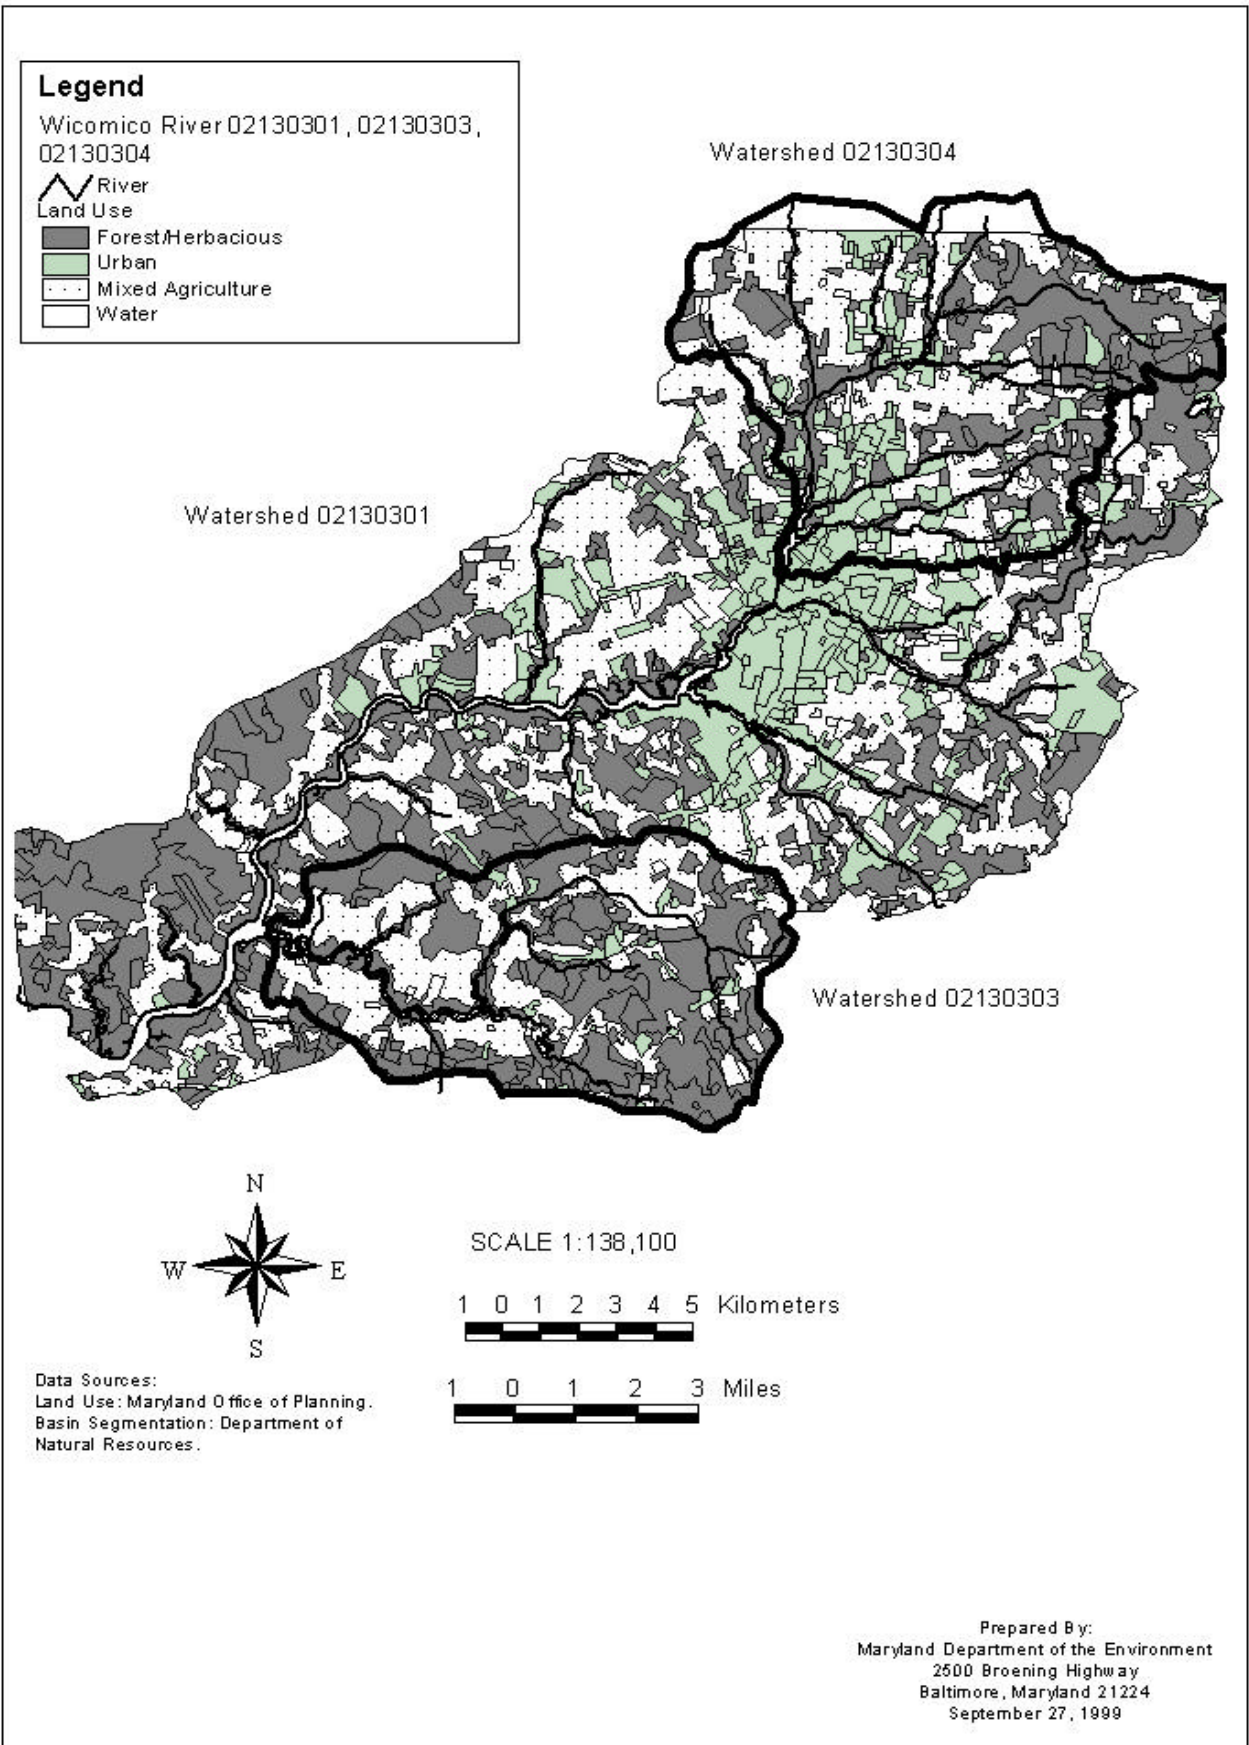 Legend
Wicomico River 02130301, 02130303,
02130304
River
Land Use
Forest/Herbacious
Urban
Mixed Agriculture
Water
Watershed 02130304
Watershed 02130301
Watershed 02130303
N
W E
S
SCALE 1:138,100
1 0 1 2 3 4 5 Kilometers
1 0 1 2 3 Miles
Data Sources:
Land Use: Maryland Office of Planning.
Basin Segmentation: Department of
Natural Resources.
Prepared By:
Maryland Department of the Environment
2500 Broening Highway
Baltimore, Maryland 21224
September 27, 1999